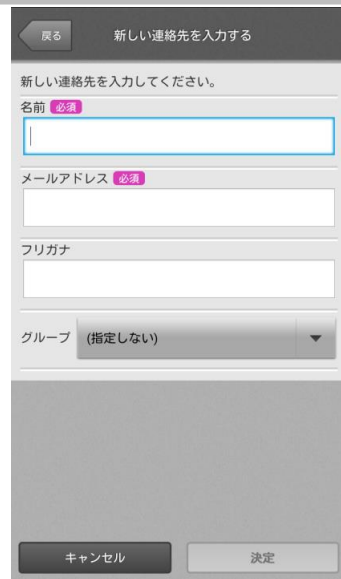 戻る 新しい連絡先を入力する
新しい連絡先を入力してください。
名前 必須
メールアドレス 必須
フリガナ
グループ (指定しない)
キャンセル 決定